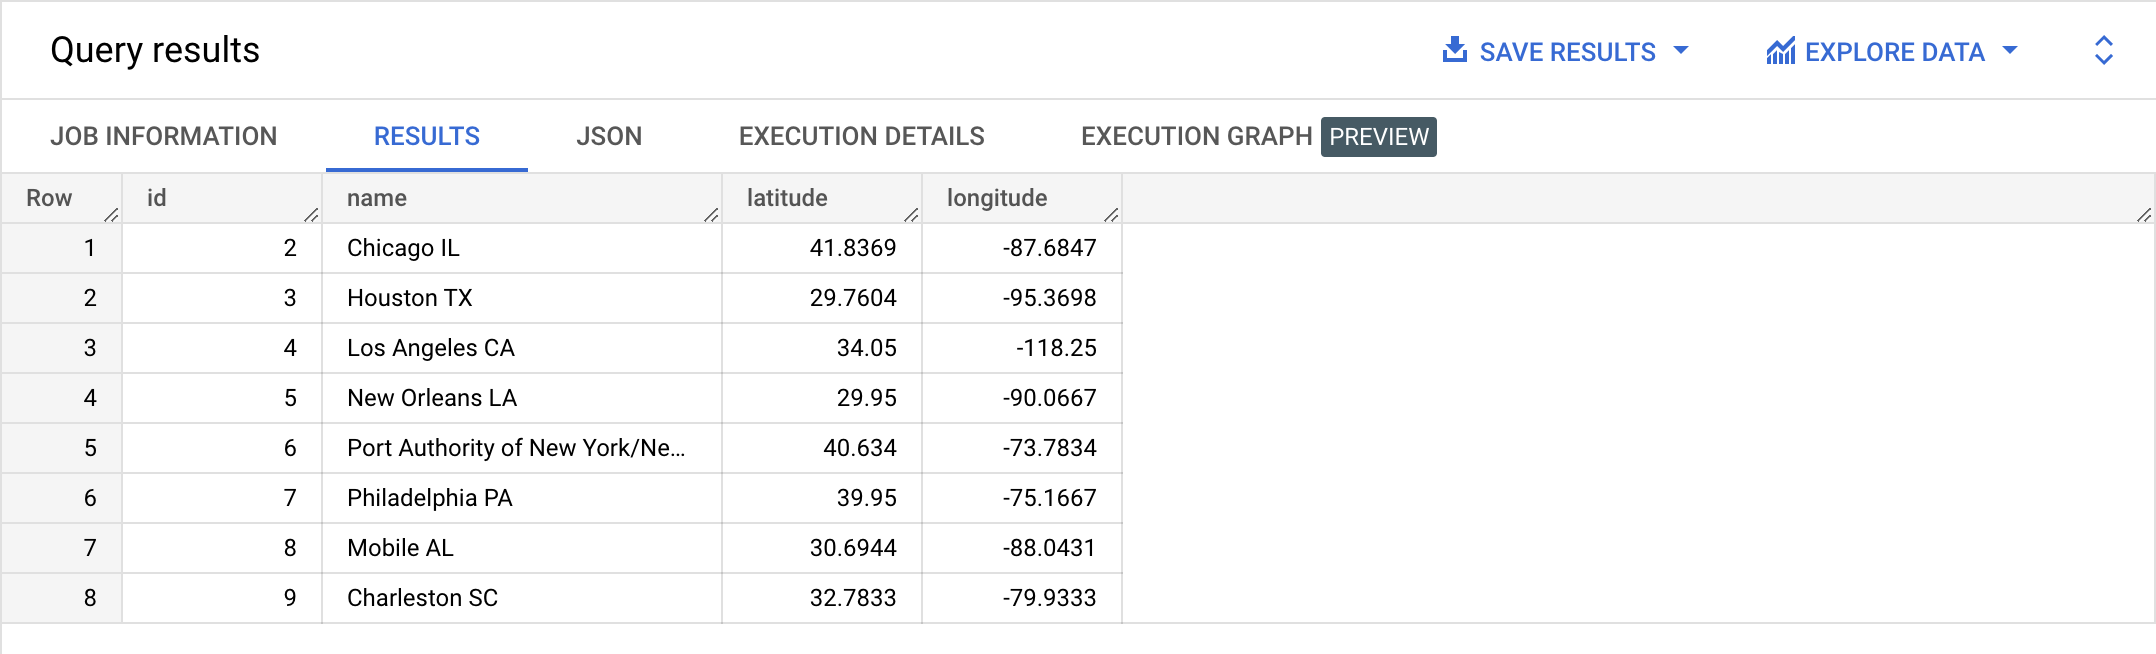 Query results SAVE RESULTS EXPLORE DATA
JOB INFORMATION RESULTS JSON EXECUTION DETAILS EXECUTION GRAPH PREVIEW
Row id name latitude longitude
1 2 Chicago IL 41.8369 -87.6847
2 3 Houston TX 29.7604 -95.3698
3 4 Los Angeles CA 34.05 -118.25
4 5 New Orleans LA 29.95 -90.0667
5 6 Port Authority of New York/Ne... 40.634 -73.7834
6 7 Philadelphia PA 39.95 -75.1667
7 8 Mobile AL 30.6944 -88.0431
8 9 Charleston SC 32.7833 -79.9333